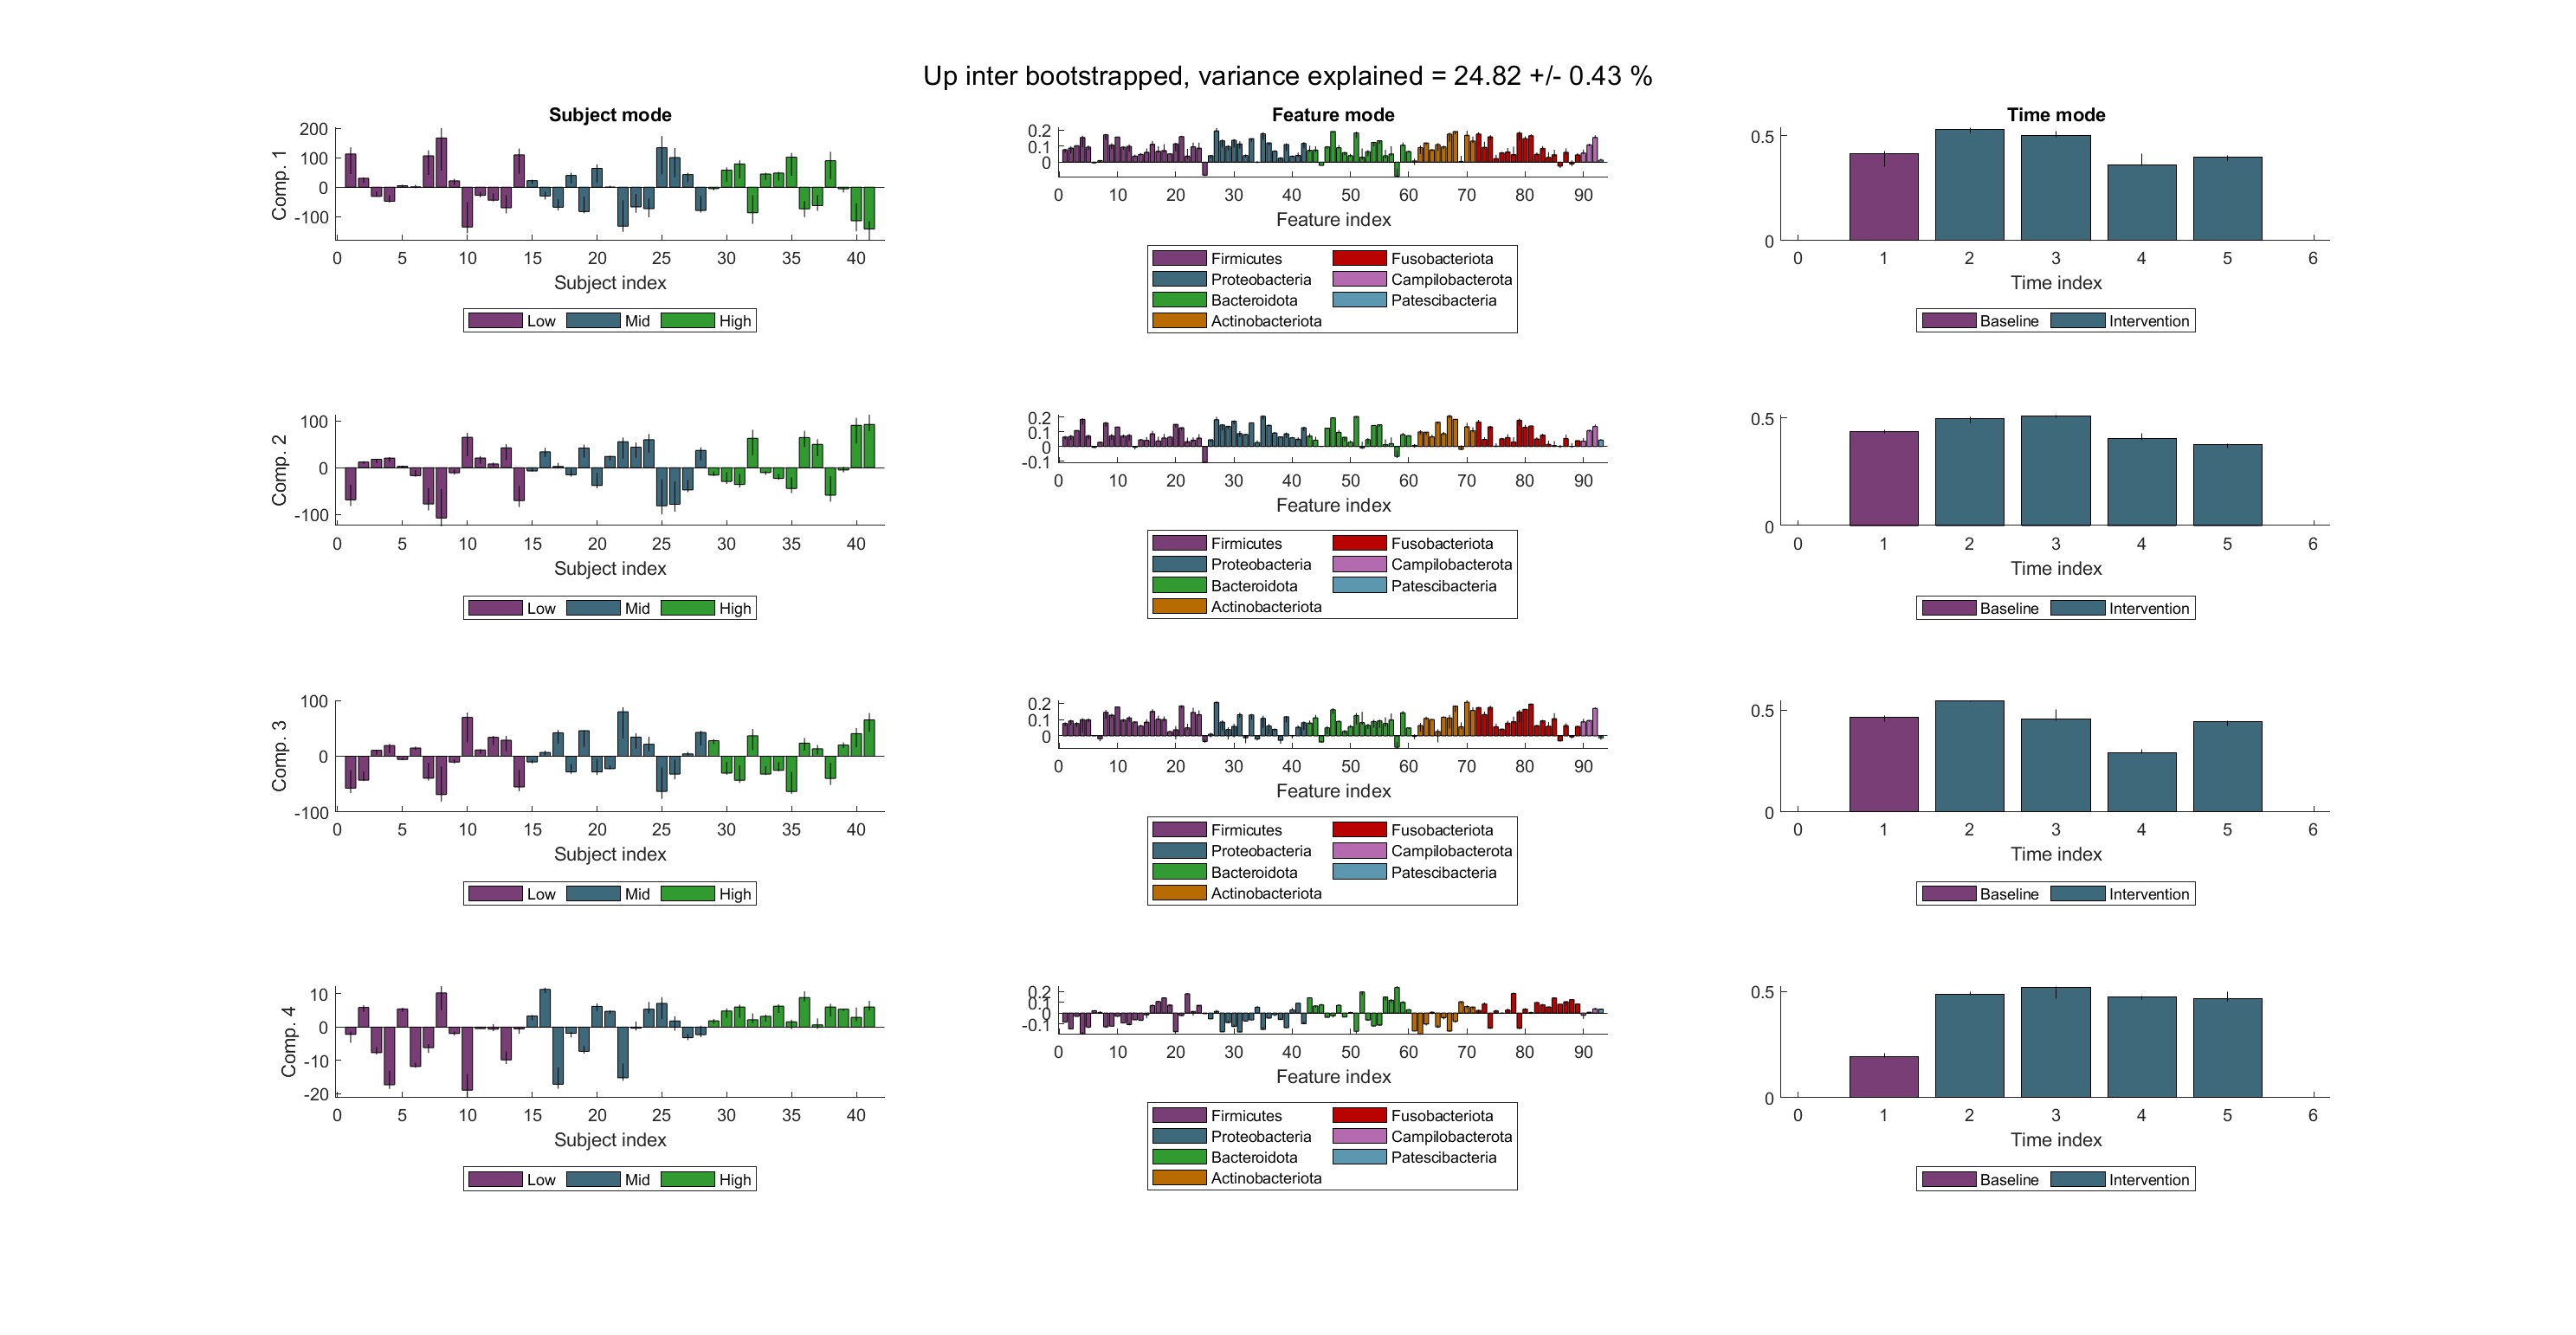 Up inter bootstrapped, variance explained = 24.82 +/- 0.43 %
Subject mode
Feature mode
Time mode
Comp. 1
200
100
0
-100
0 5 10 15 20 25 30 35 40
Subject index
Low Mid High
0.2
0.1
0
0 10 20 30 40 50 60 70 80 90
Feature index
Firmicutes Fusobacteriota
Proteobacteria Campilobacterota
Bacteroidota Patescibacteria
Actinobacteriota
0.5
0
0 1 2 3 4 5 6
Time index
Baseline Intervention
Comp. 2
100
0
-100
0 5 10 15 20 25 30 35 40
Subject index
Low Mid High
0.2
0.1
0
-0.1
0 10 20 30 40 50 60 70 80 90
Feature index
Firmicutes Fusobacteriota
Proteobacteria Campilobacterota
Bacteroidota Patescibacteria
Actinobacteriota
0.5
0
0 1 2 3 4 5 6
Time index
Baseline Intervention
Comp. 3
100
0
-100
0 5 10 15 20 25 30 35 40
Subject index
Low Mid High
0.2
0.1
0
0 10 20 30 40 50 60 70 80 90
Feature index
Firmicutes Fusobacteriota
Proteobacteria Campilobacterota
Bacteroidota Patescibacteria
Actinobacteriota
0.5
0
0 1 2 3 4 5 6
Time index
Baseline Intervention
Comp. 4
10
0
-10
-20
0 5 10 15 20 25 30 35 40
Subject index
Low Mid High
0.2
0.1
0
-0.1
0 10 20 30 40 50 60 70 80 90
Feature index
Firmicutes Fusobacteriota
Proteobacteria Campilobacterota
Bacteroidota Patescibacteria
Actinobacteriota
0.5
0
0 1 2 3 4 5 6
Time index
Baseline Intervention